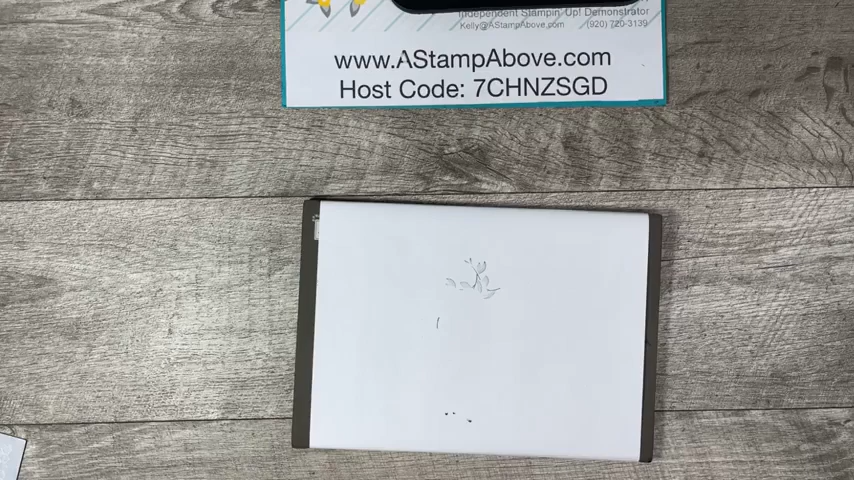 Independent Stampin' Up! Demonstrator
Kelly@AStampAbove.com (920) 720-3139
www.AStampAbove.com
Host Code: 7CHNZSGD